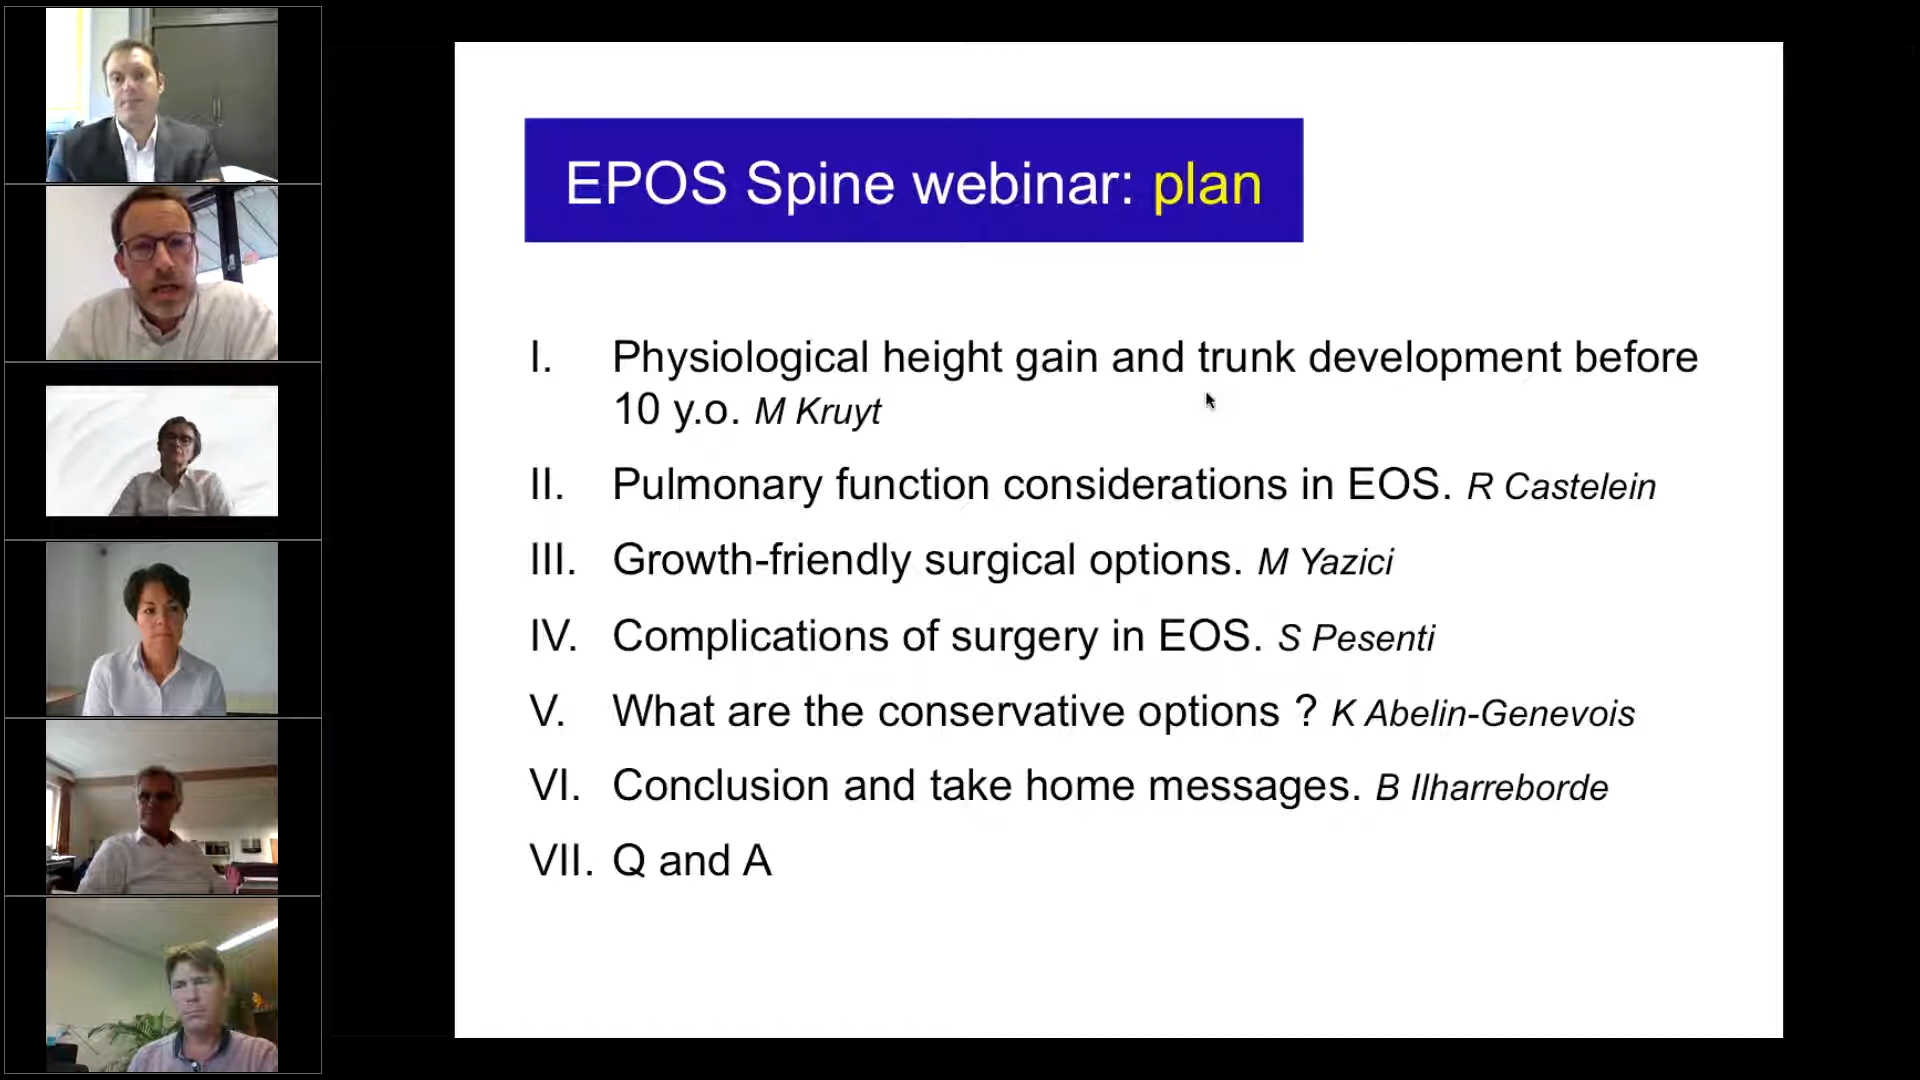 EPOS Spine webinar: plan
I. Physiological height gain and trunk development before
10 y.o. M Kruyt
II. Pulmonary function considerations in EOS. R Castelein
III. Growth-friendly surgical options. M Yazici
IV. Complications of surgery in EOS. S Pesenti
V. What are the conservative options ? K Abelin-Genevois
VI. Conclusion and take home messages. B Ilharreborde
VII. Q and A